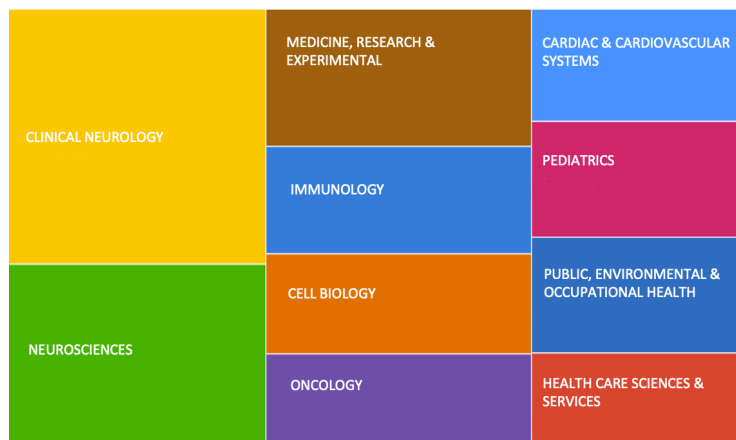 CLINICAL NEUROLOGY
NEUROSCIENCES
MEDICINE, RESEARCH &
EXPERIMENTAL
IMMUNOLOGY
CELL BIOLOGY
ONCOLOGY
CARDIAC & CARDIOVASCULAR
SYSTEMS
PEDIATRICS
PUBLIC, ENVIRONMENTAL &
OCCUPATIONAL HEALTH
HEALTH CARE SCIENCES &
SERVICES